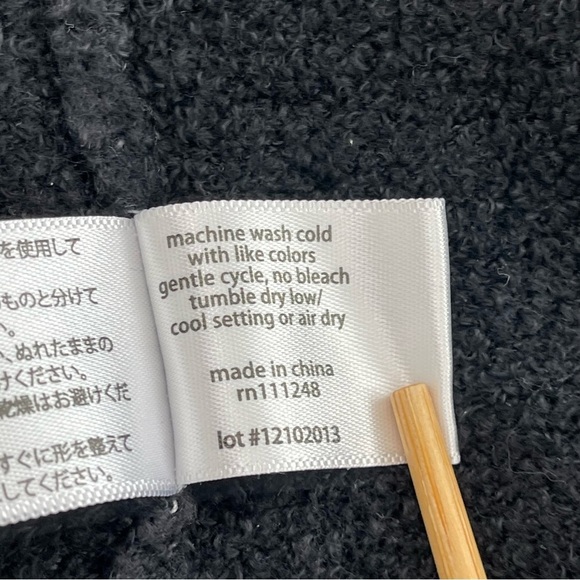 を使用して
ものと分けて
い。
、ぬれたままの
けください。
乾燥はお避けくだ
すぐに形を整えて
してください。
machine wash cold
with like colors
gentle cycle, no bleach
tumble dry low/
cool setting or air dry
made in china
rn111248
lot #12102013